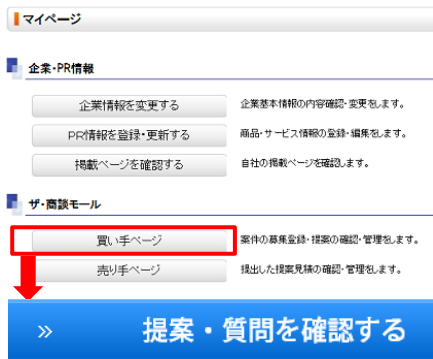 マイページ
企業・PR情報
企業情報を変更する 企業基本情報の内容確認・変更をします。
PR情報を登録・更新する 商品・サービス情報の登録・編集をします。
掲載ページを確認する 自社の掲載ページを確認します。
ザ・商談モール
買い手ページ 案件の募集登録・提案の確認・管理をします。
売り手ページ 提出した提案見積の確認・管理をします。
» 提案・質問を確認する